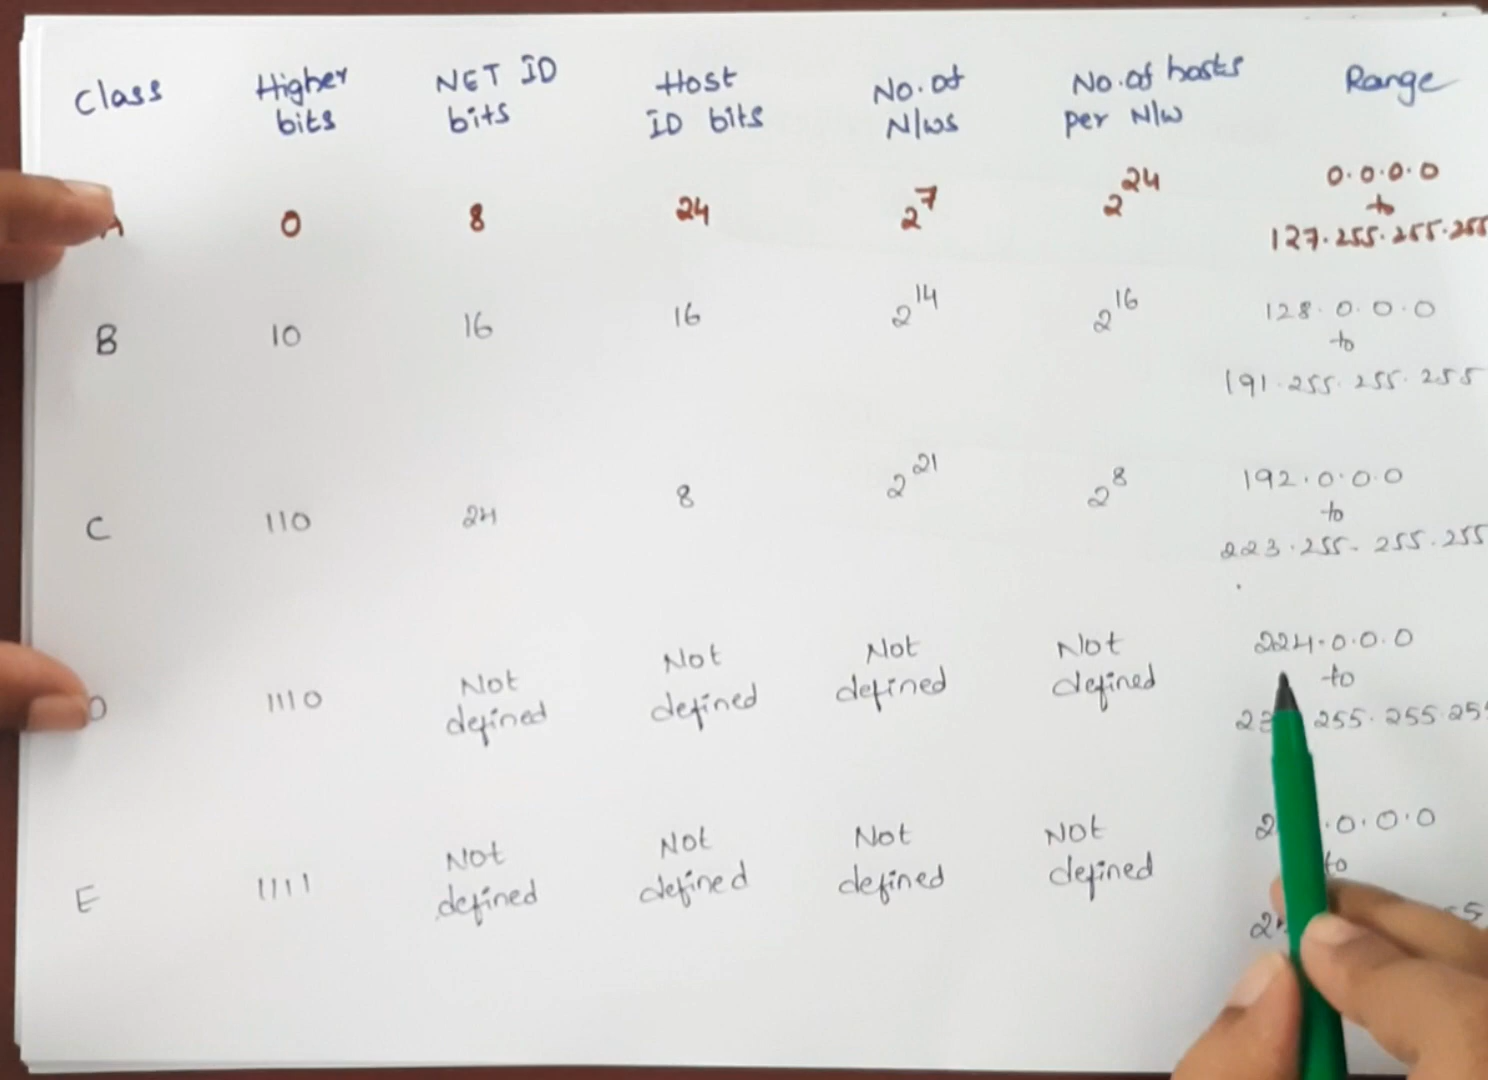 Class Higher bits NET ID bits Host ID bits No. of N/ws No. of hosts per N/w Range
A 0 8 24 2^7 2^24 0.0.0.0 to 127.255.255.255
B 10 16 16 2^14 2^16 128.0.0.0 to 191.255.255.255
C 110 24 8 2^21 2^8 192.0.0.0 to 223.255.255.255
D 1110 Not defined Not defined Not defined Not defined 224.0.0.0 to 255.255.25
E 1111 Not defined Not defined Not defined Not defined .0.0.0 to